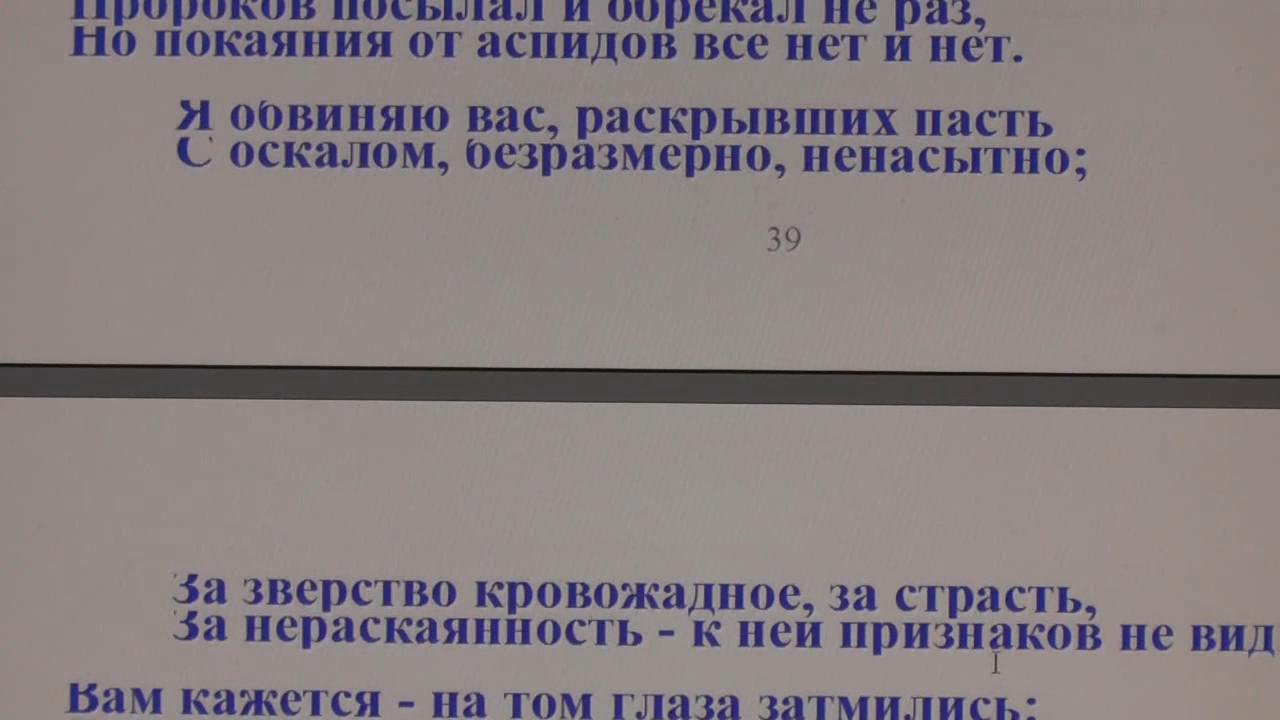 Пророков посылал и обрекал не раз,
Но покаяния от аспидов все нет и нет.
Я обвиняю вас, раскрывших пасть
С оскалом, безразмерно, ненасытно;
39
За зверство кровожадное, за страсть,
За нераскаянность - к ней признаков не вид
Вам кажется - на том глаза затмились;